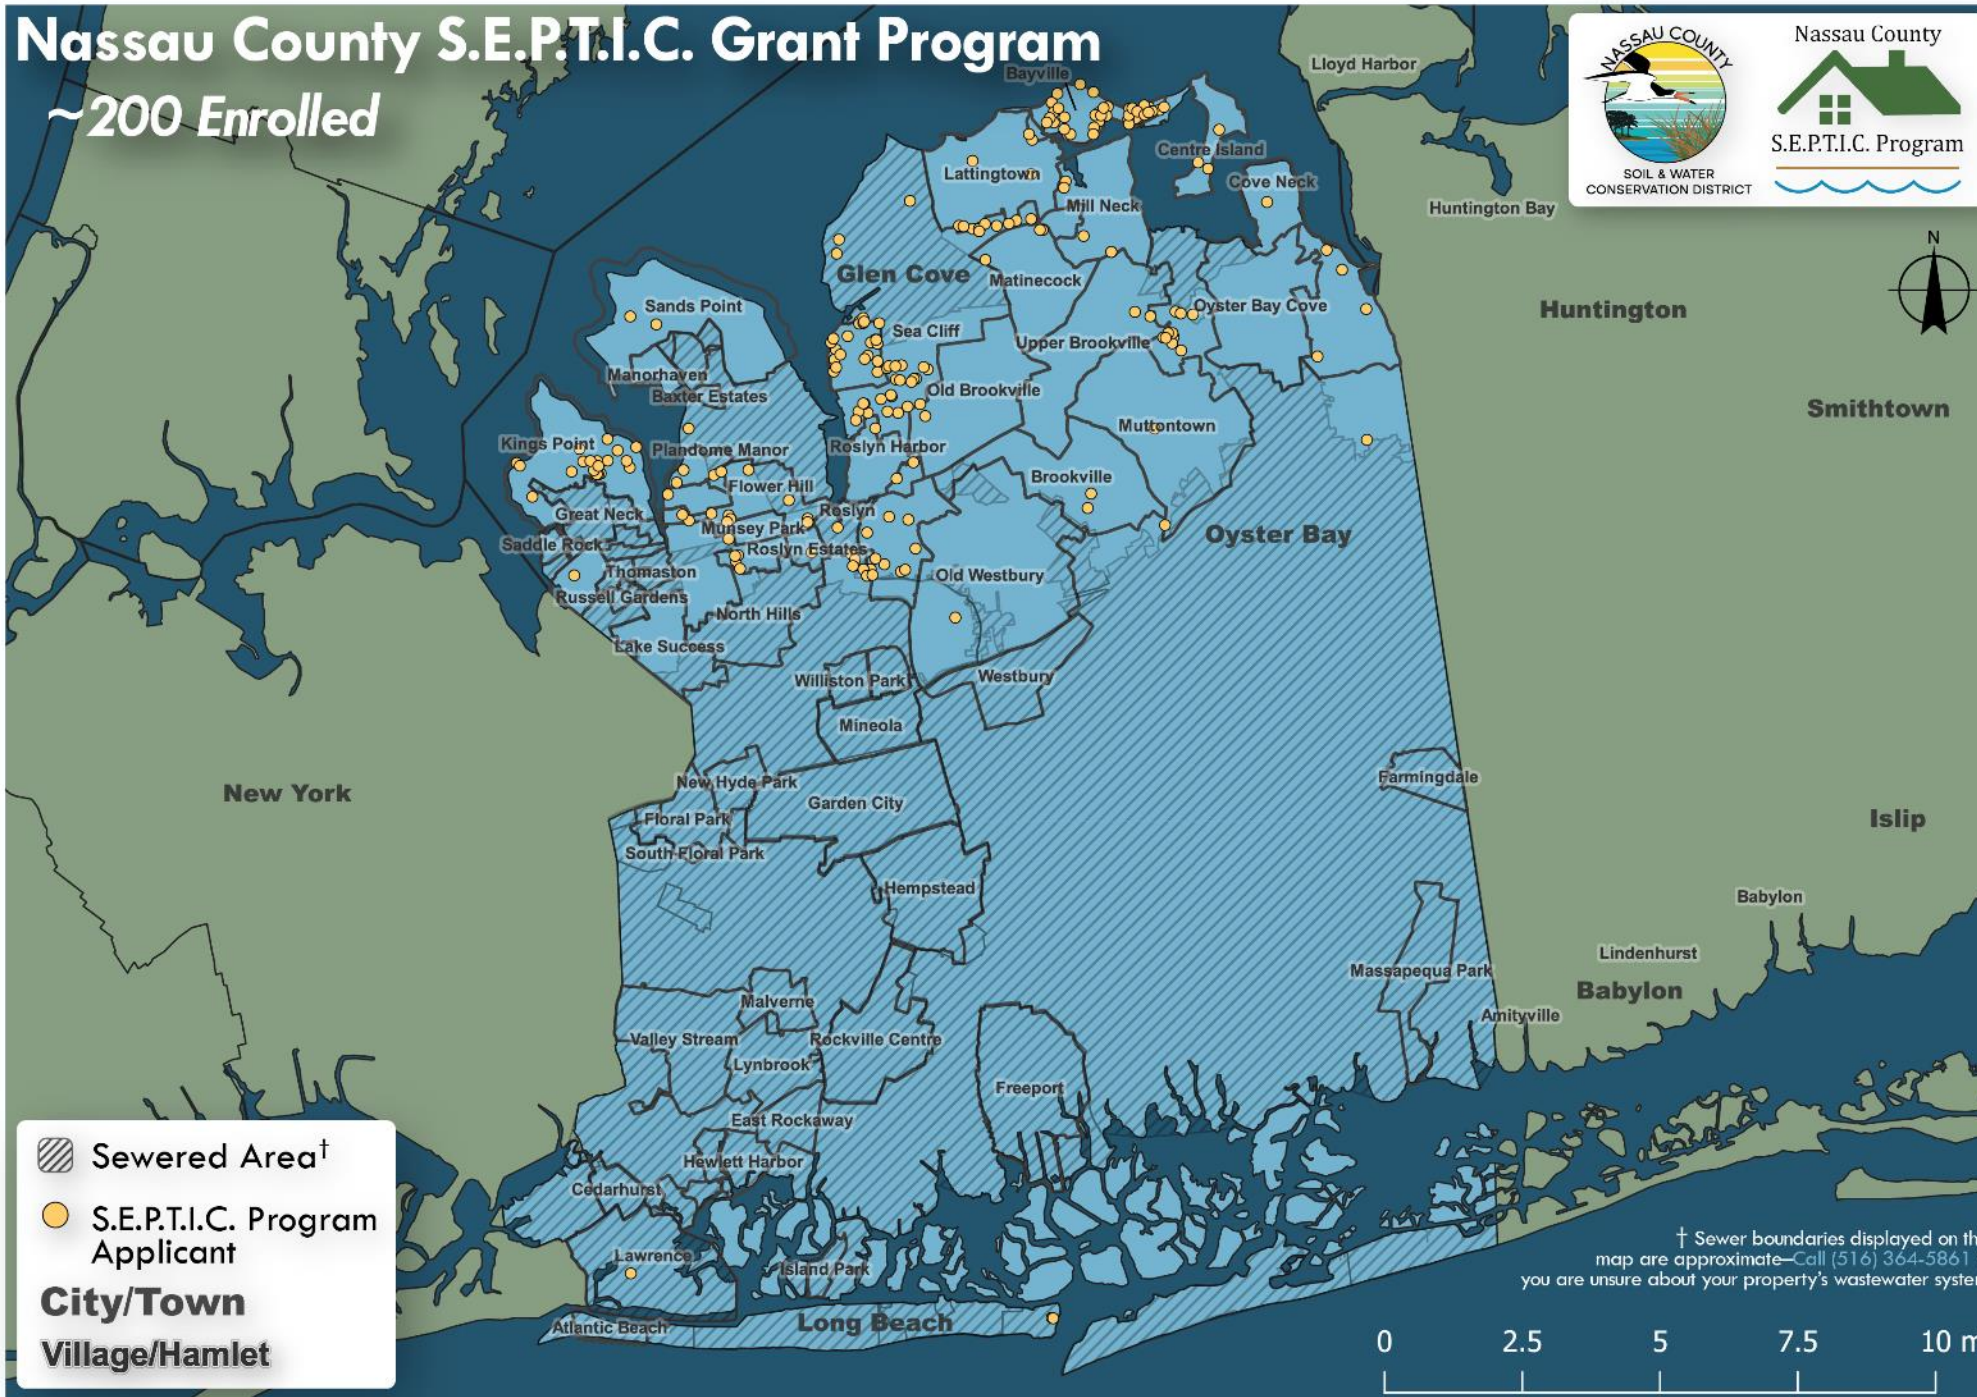 Nassau County S.E.P.T.I.C. Grant Program
~200 Enrolled
NASSAU COUNTY
SOIL & WATER
CONSERVATION DISTRICT
Nassau County
S.E.P.T.I.C. Program
N
Bayville
Lloyd Harbor
Centre Island
Lattingtown
Cove Neck
Mill Neck
Huntington Bay
Glen Cove
Matinecock
Sands Point
Oyster Bay Cove
Huntington
Sea Cliff
Upper Brookville
Manorhaven
Baxter Estates
Old Brookville
Smithtown
Muttontown
Kings Point
Plandome Manor
Roslyn Harbor
Brookville
Flower Hill
Great Neck
Roslyn
Munsey Park
Oyster Bay
Saddle Rock
Roslyn Estates
Thomaston
Old Westbury
Russell Gardens
North Hills
Lake Success
Williston Park
Westbury
Mineola
New Hyde Park
Farmingdale
New York
Garden City
Floral Park
Islip
South Floral Park
Hempstead
Babylon
Lindenhurst
Massapequa Park
Babylon
Malverne
Amityville
Valley Stream
Rockville Centre
Lynbrook
Freeport
East Rockaway
Hewlett Harbor
Cedarhurst
Lawrence
Island Park
Atlantic Beach
Long Beach
Sewered Area†
S.E.P.T.I.C. Program
Applicant
City/Town
Village/Hamlet
† Sewer boundaries displayed on
map are approximate–Call (516) 364-5861
you are unsure about your property's wastewater
0 2.5 5 7.5 10